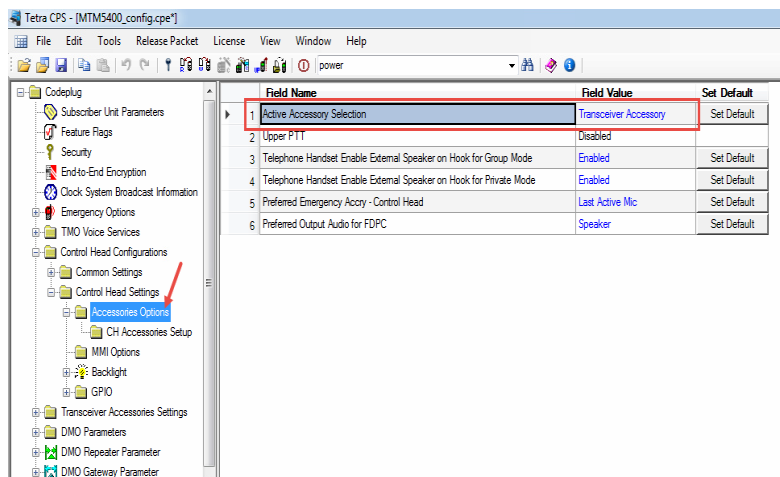 Tetra CPS - [MTM5400_config.cpe*]
File Edit Tools Release Packet License View Window Help
power
Codeplug
Subscriber Unit Parameters
Feature Flags
Security
End-to-End Encryption
Clock System Broadcast Information
Emergency Options
TMO Voice Services
Control Head Configurations
Common Settings
Control Head Settings
Accessories Options
CH Accessories Setup
MMI Options
Backlight
GPIO
Transceiver Accessories Settings
DMO Parameters
DMO Repeater Parameter
DMO Gateway Parameter
Field Name Field Value Set Default
1 Active Accessory Selection Transceiver Accessory Set Default
2 Upper PTT Disabled
3 Telephone Handset Enable External Speaker on Hook for Group Mode Enabled Set Default
4 Telephone Handset Enable External Speaker on Hook for Private Mode Enabled Set Default
5 Preferred Emergency Accry - Control Head Last Active Mic Set Default
6 Preferred Output Audio for FDPC Speaker Set Default